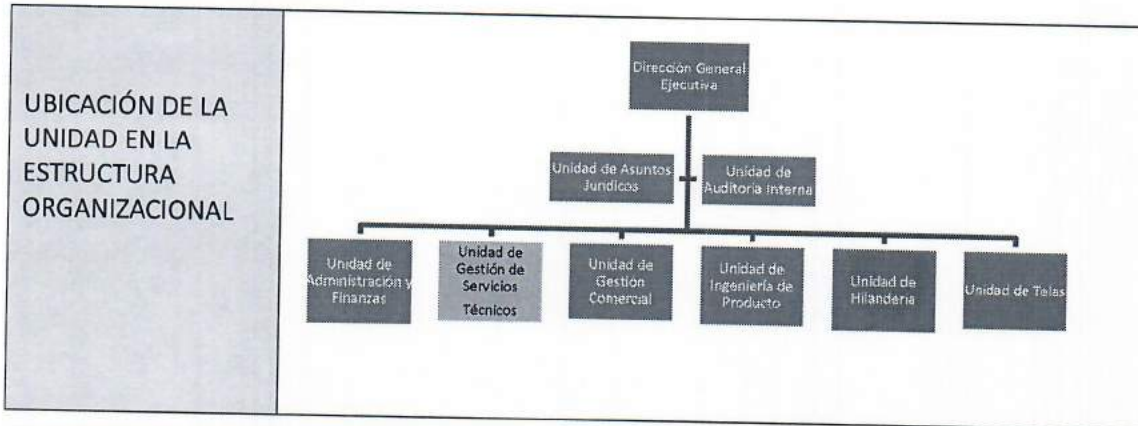 UBICACIÓN DE LA
UNIDAD EN LA
ESTRUCTURA
ORGANIZACIONAL
Dirección General
Ejecutiva
Unidad de Asuntos
Jurídicos
Unidad de
Auditoría Interna
Unidad de
Administración y
Finanzas
Unidad de
Gestión de
Servicios
Técnicos
Unidad de
Gestión
Comercial
Unidad de
Ingeniería de
Producto
Unidad de
Hilandería
Unidad de Telas